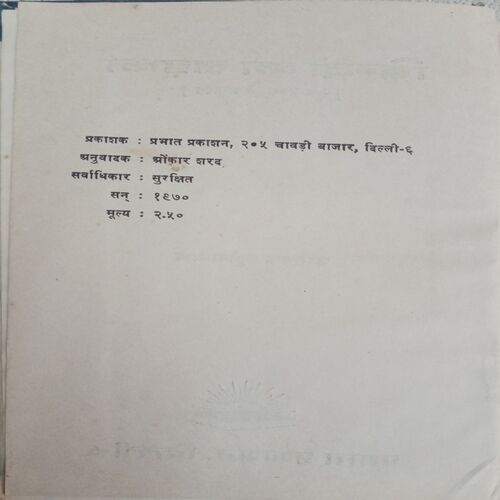 प्रकाशक : प्रभात प्रकाशन, २०५ चावड़ी बाजार, दिल्ली-६
अनुवादक : ओंकार शरद
सर्वाधिकार : सुरक्षित
सन् : १९७०
मूल्य : २.५०